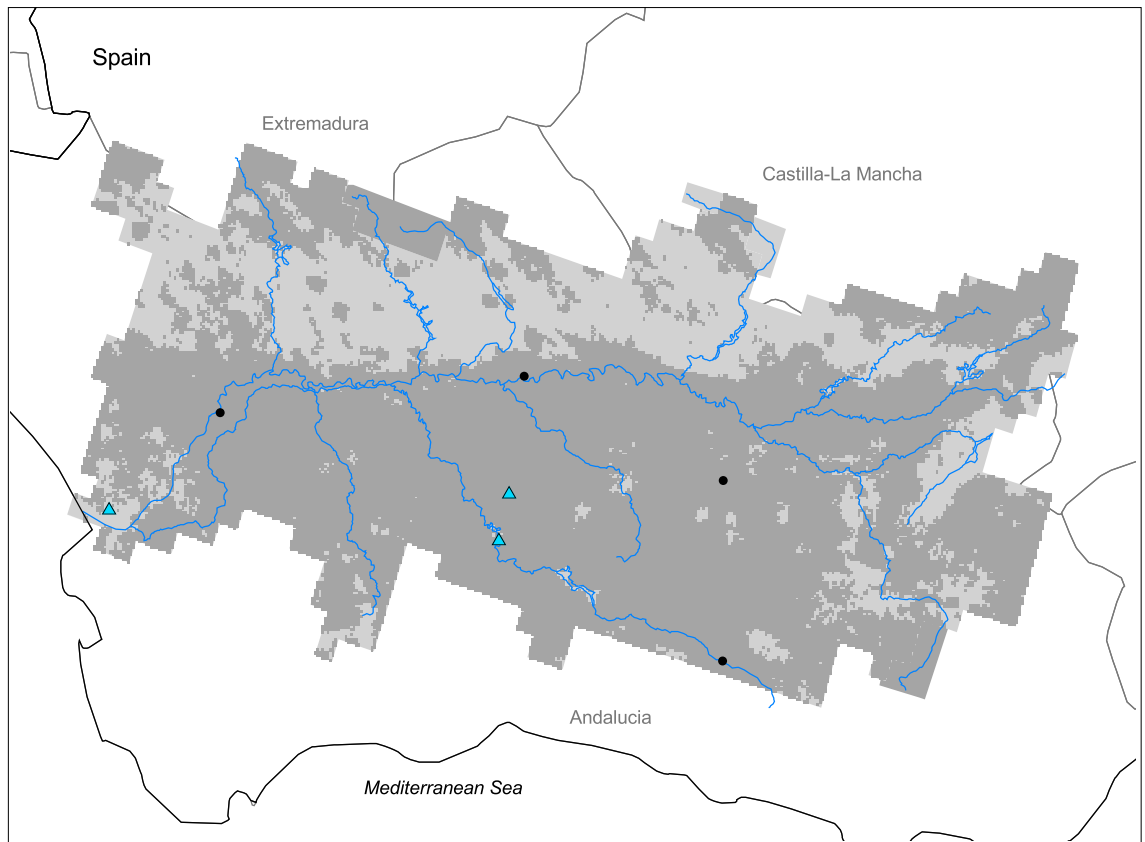 Spain
Extremadura
Castilla-La Mancha
Andalucia
Mediterranean Sea